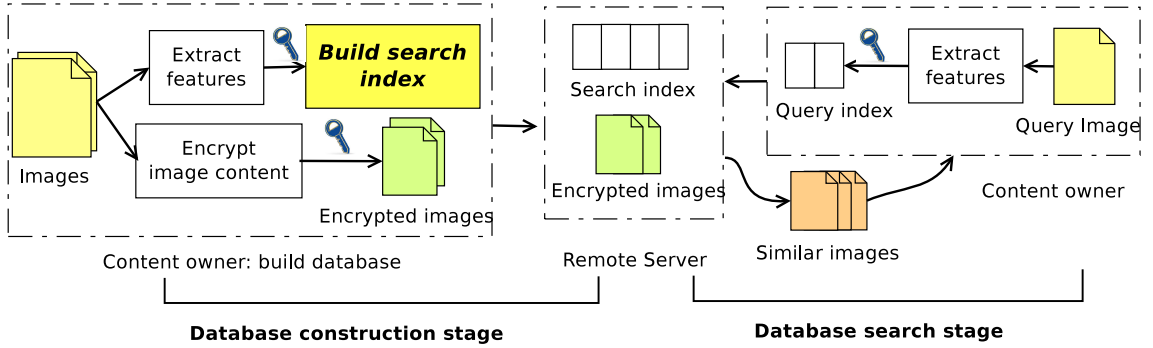 Extract
features
Build search
index
Images
Encrypt
image content
Encrypted images
Content owner: build database
Search index
Encrypted images
Remote Server
Query index
Extract
features
Query Image
Content owner
Similar images
Database construction stage
Database search stage